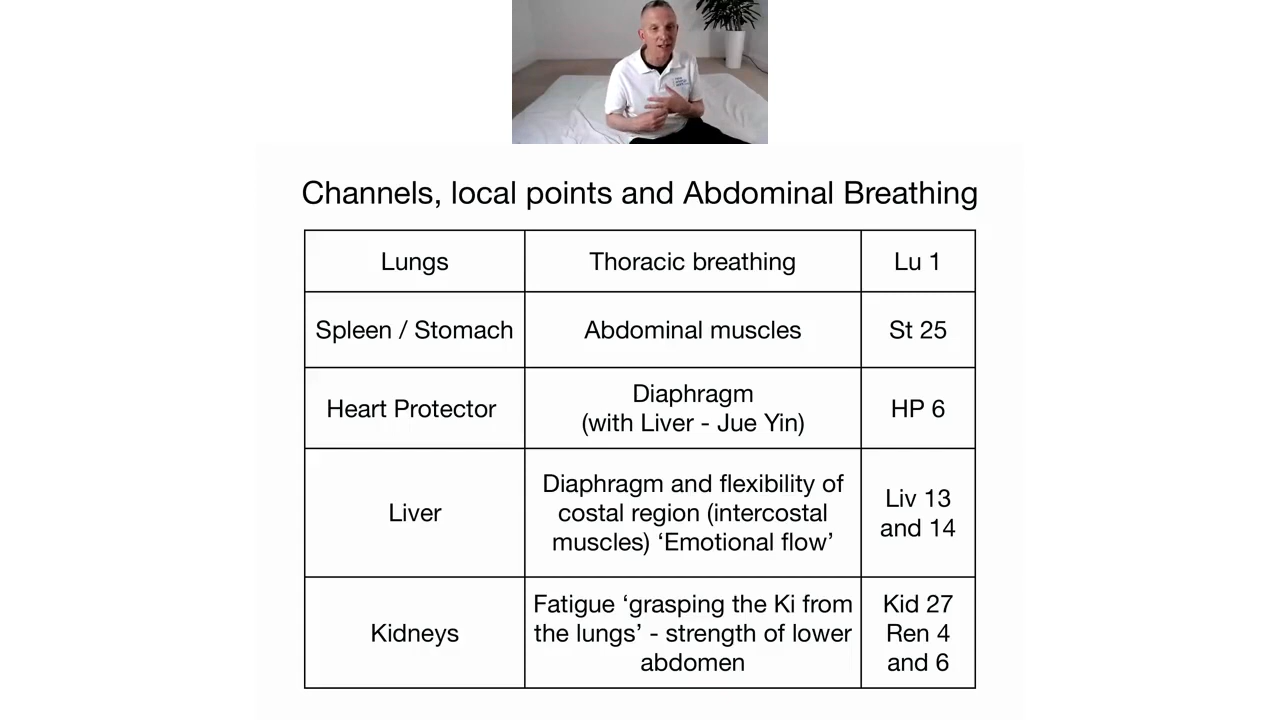 Channels, local points and Abdominal Breathing
Lungs
Thoracic breathing
Lu 1
Spleen / Stomach
Abdominal muscles
St 25
Heart Protector
Diaphragm
(with Liver - Jue Yin)
HP 6
Liver
Diaphragm and flexibility of
costal region (intercostal
muscles) ‘Emotional flow’
Liv 13
and 14
Kidneys
Fatigue ‘grasping the Ki from
the lungs’ - strength of lower
abdomen
Kid 27
Ren 4
and 6